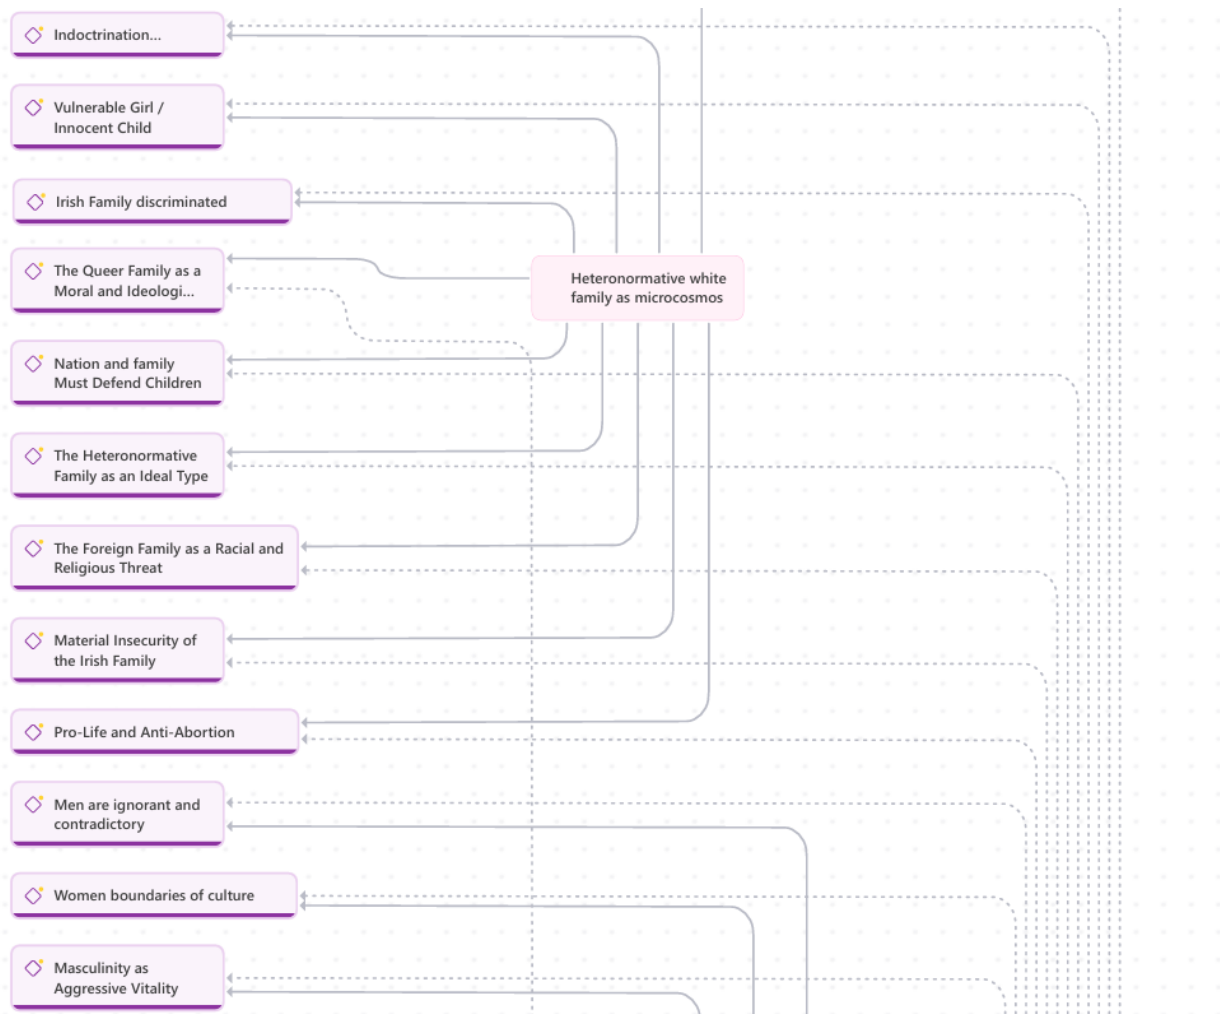 Indoctrination...
Vulnerable Girl /
Innocent Child
Irish Family discriminated
The Queer Family as a
Moral and Ideologi...
Heteronormative white
family as microcosmos
Nation and family
Must Defend Children
The Heteronormative
Family as an Ideal Type
The Foreign Family as a Racial and
Religious Threat
Material Insecurity of
the Irish Family
Pro-Life and Anti-Abortion
Men are ignorant and
contradictory
Women boundaries of culture
Masculinity as
Aggressive Vitality